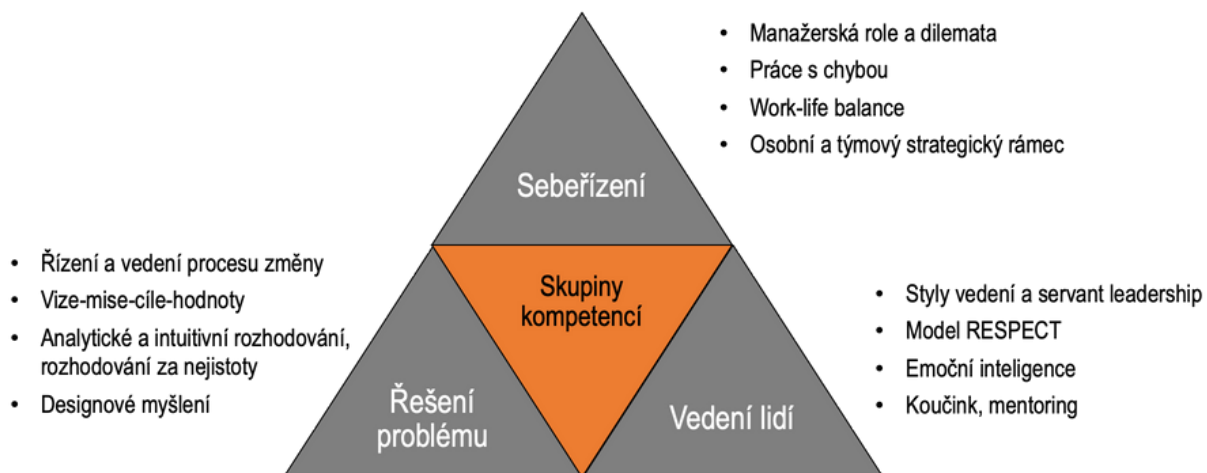 • Manažerská role a dilemata
• Práce s chybou
• Work-life balance
• Osobní a týmový strategický rámec
Sebeřízení
• Řízení a vedení procesu změny
• Vize-mise-cíle-hodnoty
• Analytické a intuitivní rozhodování,
rozhodování za nejistoty
• Designové myšlení
Skupiny
kompetencí
• Styly vedení a servant leadership
• Model RESPECT
• Emoční inteligence
• Koučink, mentoring
Řešení
problému
Vedení lidí